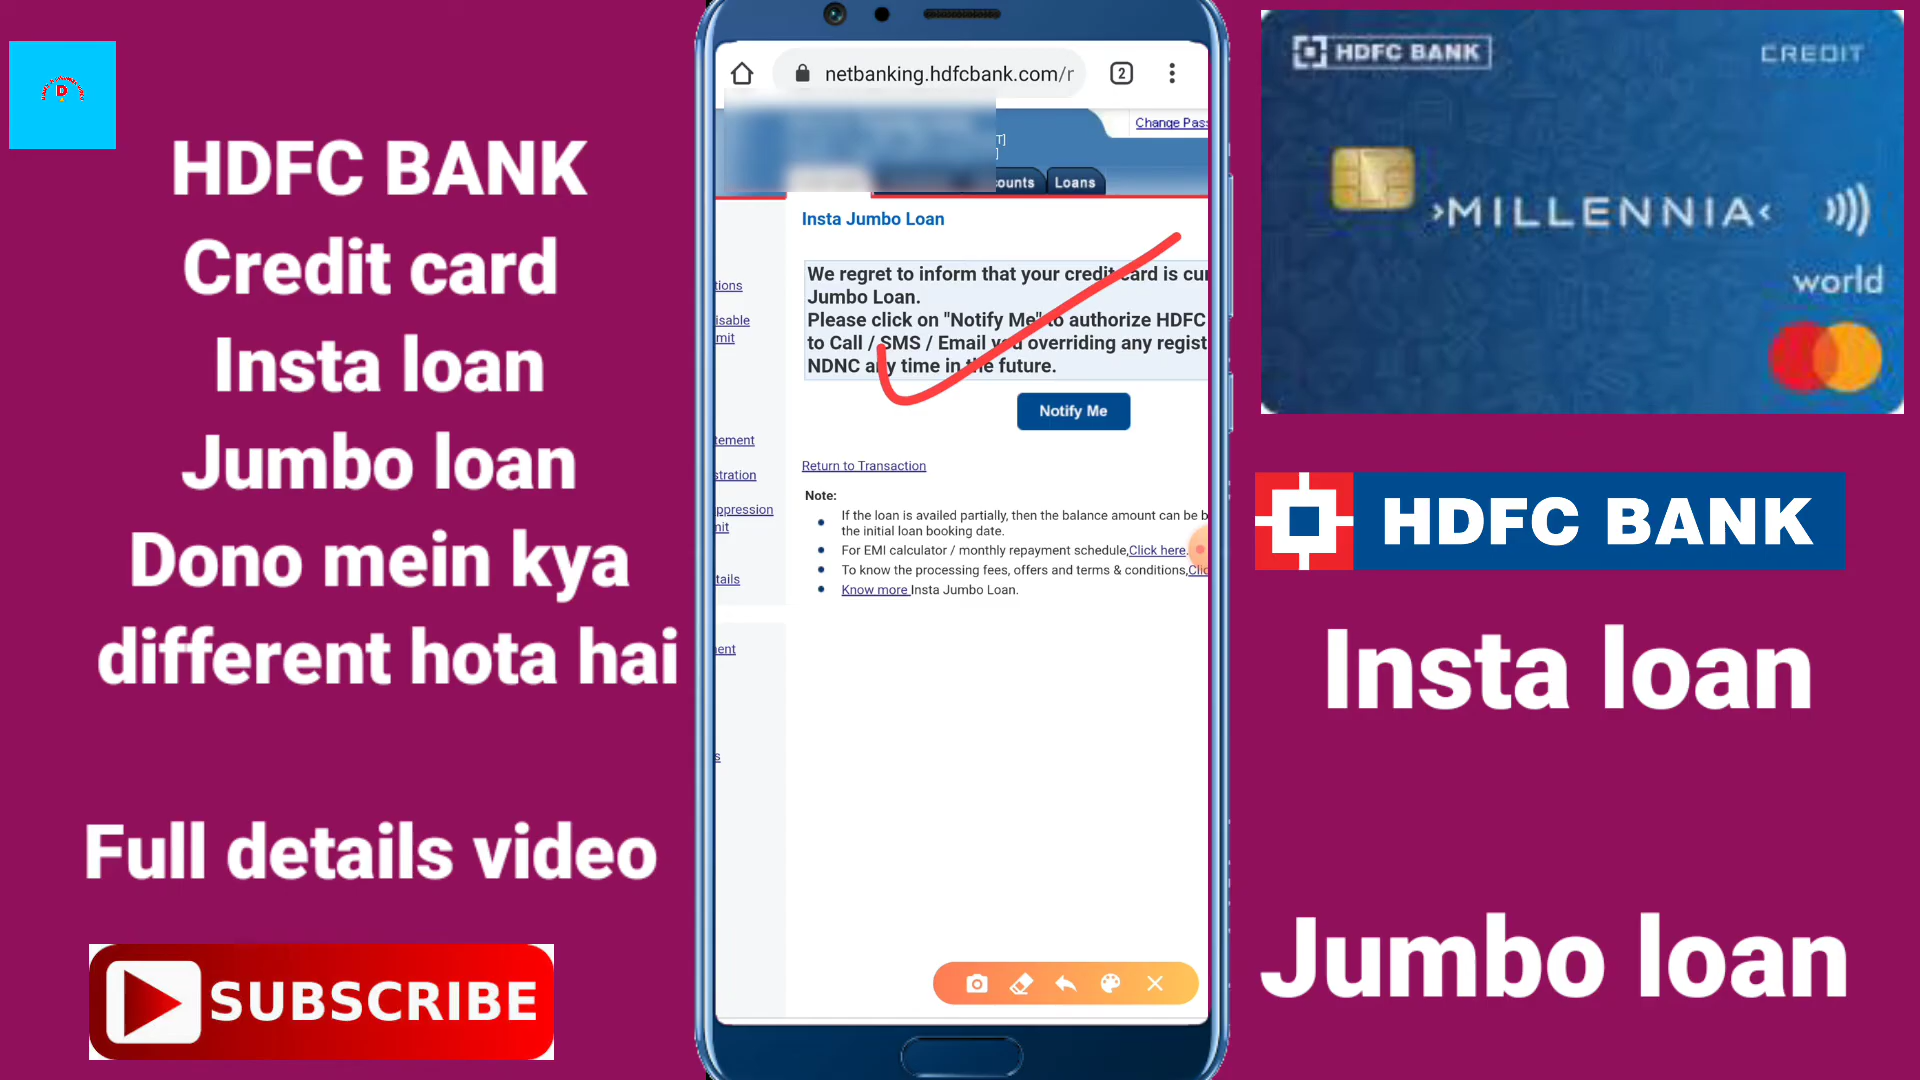 D
HDFC BANK
Credit card
Insta loan
Jumbo loan
Dono mein kya
different hota hai
Full details video
SUBSCRIBE
netbanking.hdfcbank.com/r
2
Change Pas
T]
]
ounts
Loans
Insta Jumbo Loan
tions
isable
mit
tement
stration
ppression
mit
tails
ent
s
We regret to inform that your credit card is cur
Jumbo Loan.
Please click on "Notify Me" to authorize HDFC
to Call / SMS / Email you overriding any regist
NDNC any time in the future.
Notify Me
Return to Transaction
Note:
If the loan is availed partially, then the balance amount can be b
the initial loan booking date.
For EMI calculator / monthly repayment schedule,Click here.
To know the processing fees, offers and terms & conditions,Clic
Know more Insta Jumbo Loan.
HDFC BANK
CREDIT
›MILLENNIA‹
world
HDFC BANK
Insta loan
Jumbo loan